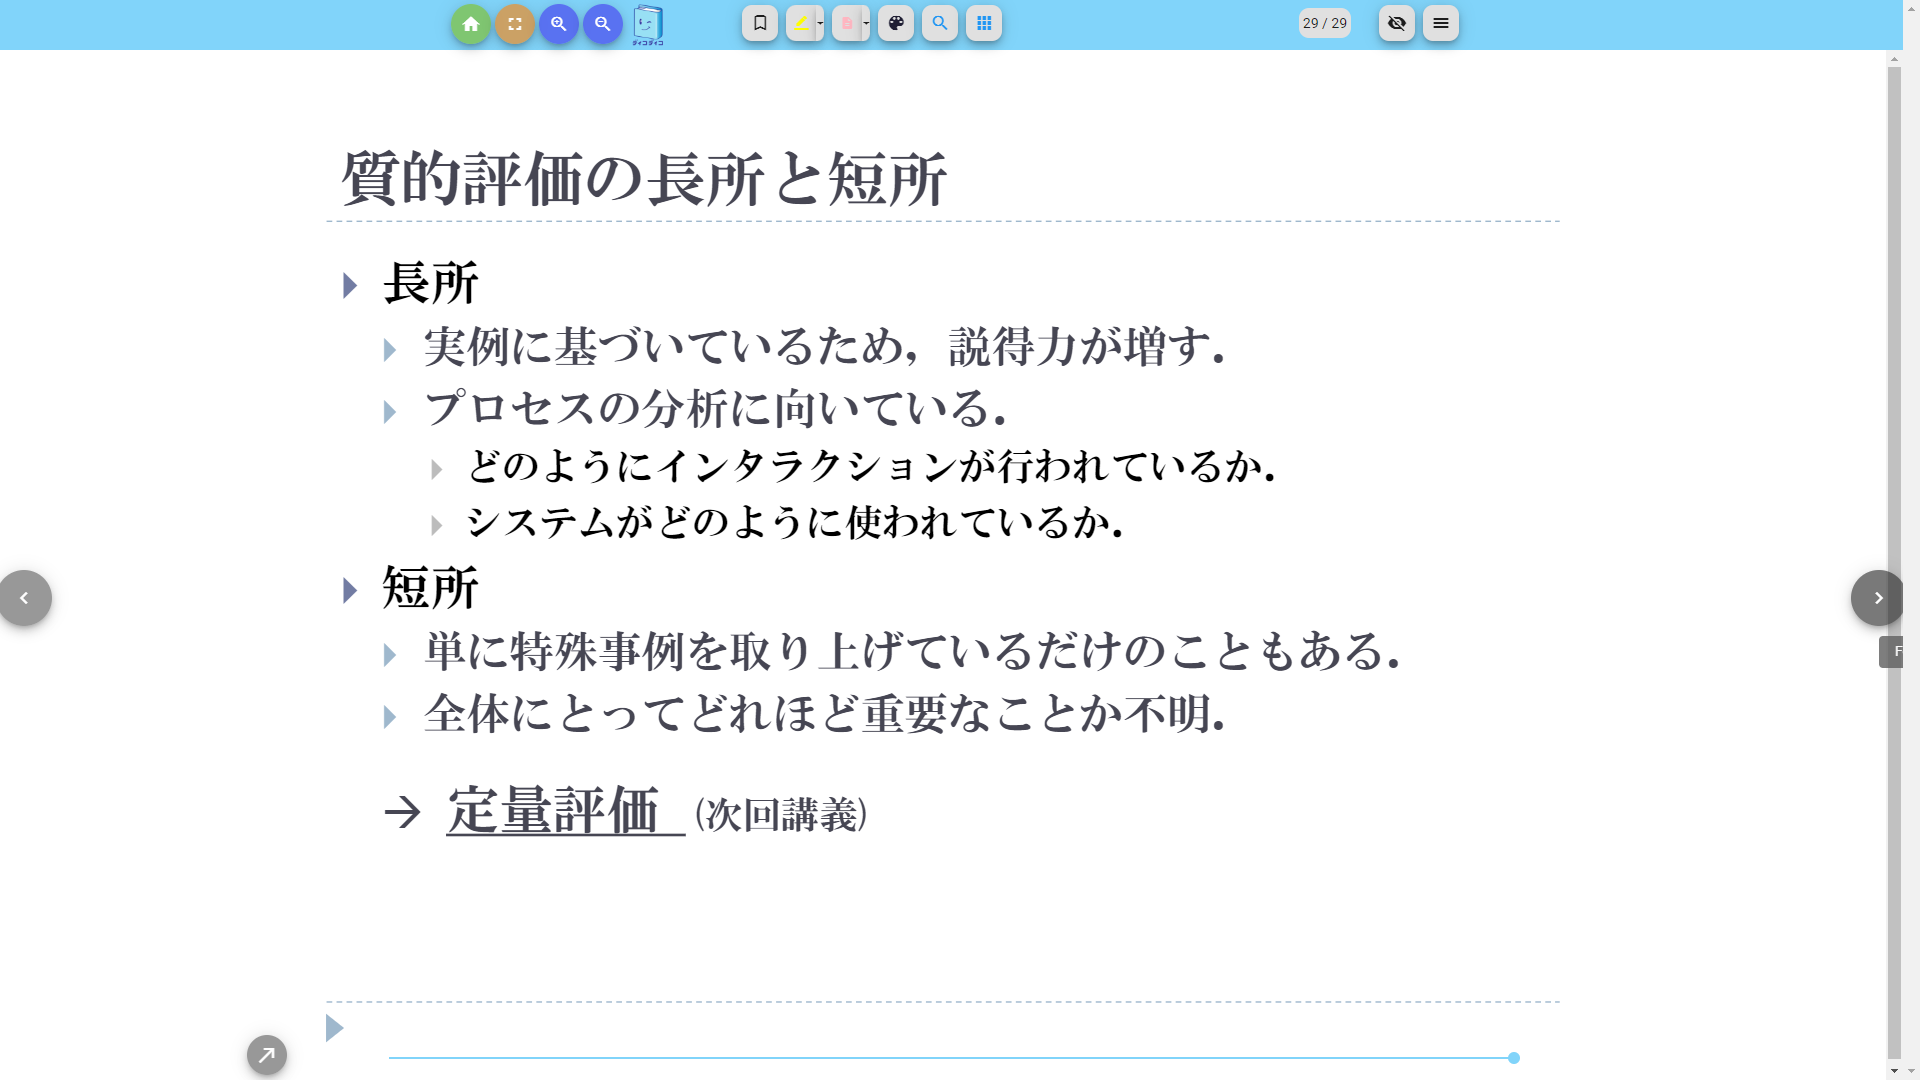 ダイコダイコ
29 / 29
質的評価の長所と短所
長所
実例に基づいているため，説得力が増す．
プロセスの分析に向いている．
どのようにインタラクションが行われているか．
システムがどのように使われているか．
短所
単に特殊事例を取り上げているだけのこともある．
全体にとってどれほど重要なことか不明．
→ 定量評価 (次回講義)
F